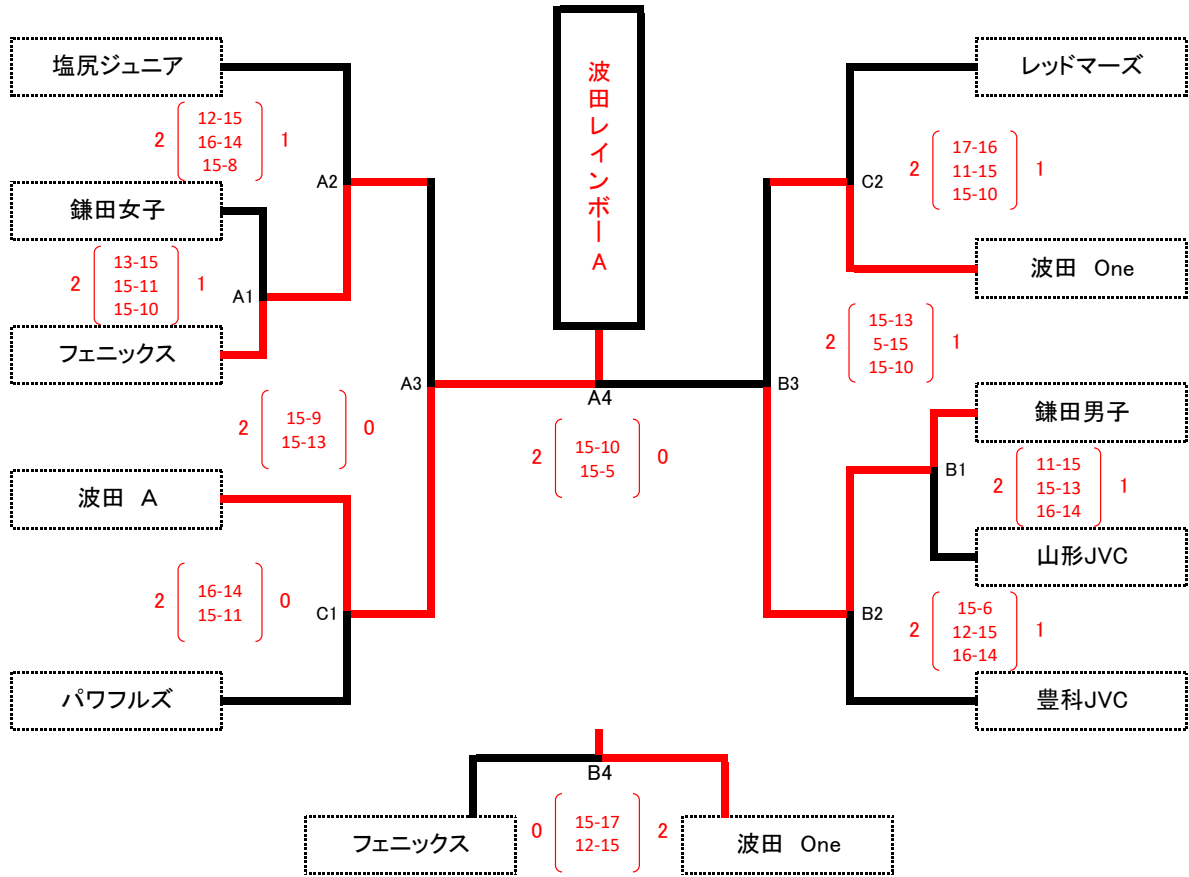 塩尻ジュニア
2 12-15 1
16-14
15-8
A2
鎌田女子
2 13-15 1
15-11
15-10
A1
フェニックス
A3
2 15-9 0
15-13
波田 A
2 16-14 0
15-11
C1
パワフルズ
波田レインボーA
A4
2 15-10 0
15-5
レッドマーズ
2 17-16 1
11-15
15-10
C2
波田 One
2 15-13 1
5-15
15-10
B3
鎌田男子
B1
2 11-15 1
15-13
16-14
山形JVC
B2
2 15-6 1
12-15
16-14
豊科JVC
B4
フェニックス
0 15-17 2
12-15
波田 One